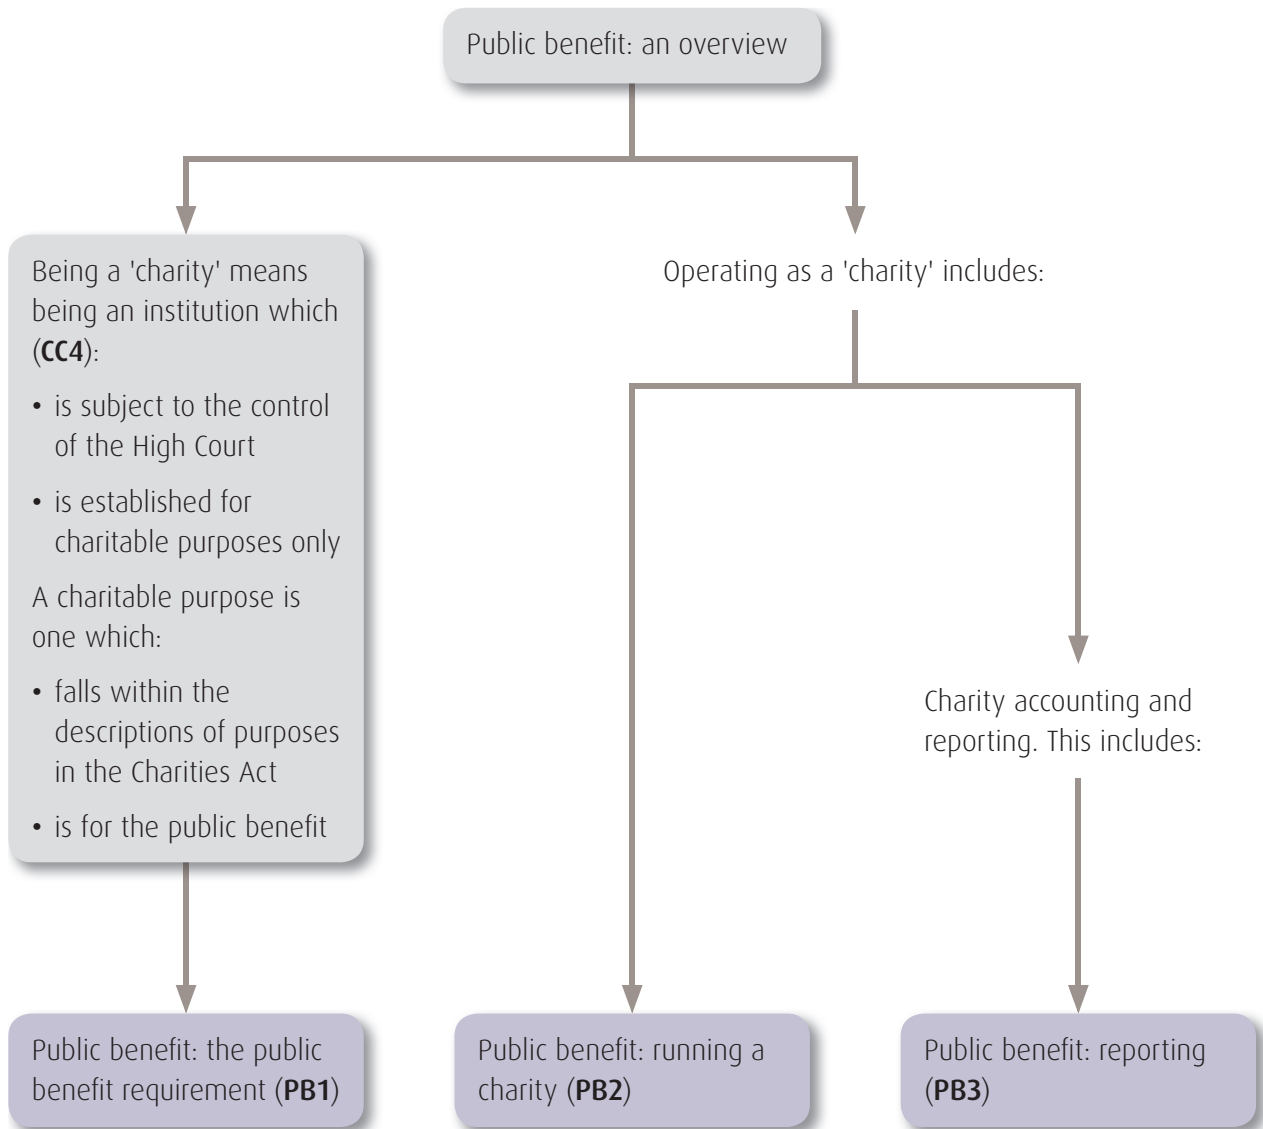 Public benefit: an overview
Being a 'charity' means
being an institution which
(CC4):
• is subject to the control
of the High Court
• is established for
charitable purposes only
A charitable purpose is
one which:
• falls within the
descriptions of purposes
in the Charities Act
• is for the public benefit
Operating as a 'charity' includes:
Charity accounting and
reporting. This includes:
Public benefit: the public
benefit requirement (PB1)
Public benefit: running a
charity (PB2)
Public benefit: reporting
(PB3)